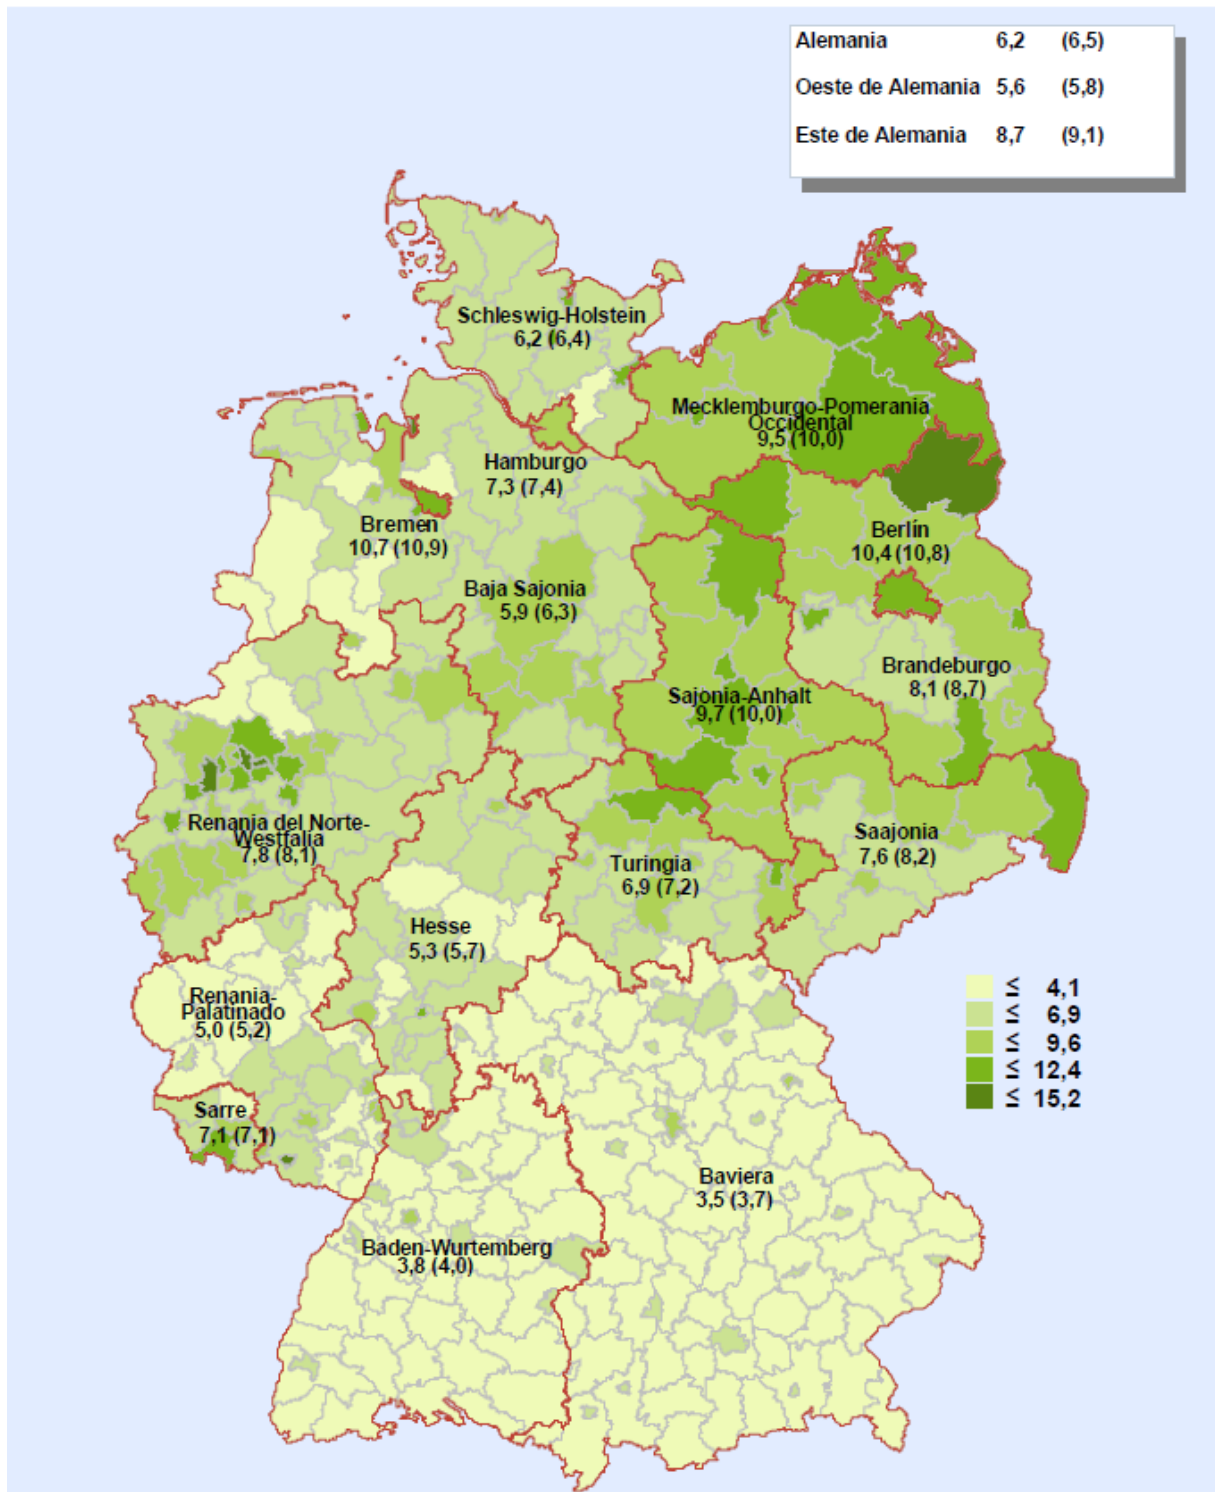 Alemania 6,2 (6,5)
Oeste de Alemania 5,6 (5,8)
Este de Alemania 8,7 (9,1)
Schleswig-Holstein
6,2 (6,4)
Mecklemburgo-Pomerania
Occidental
9,5 (10,0)
Hamburgo
7,3 (7,4)
Bremen
10,7 (10,9)
Berlín
10,4 (10,8)
Baja Sajonia
5,9 (6,3)
Brandeburgo
8,1 (8,7)
Sajonia-Anhalt
9,7 (10,0)
Renania del Norte-
Westfalia
7,8 (8,1)
Saajonia
7,6 (8,2)
Turingia
6,9 (7,2)
Hesse
5,3 (5,7)
Renania-
Palatinado
5,0 (5,2)
≤ 4,1
≤ 6,9
≤ 9,6
≤ 12,4
≤ 15,2
Sarre
7,1 (7,1)
Baviera
3,5 (3,7)
Baden-Wurtemberg
3,8 (4,0)